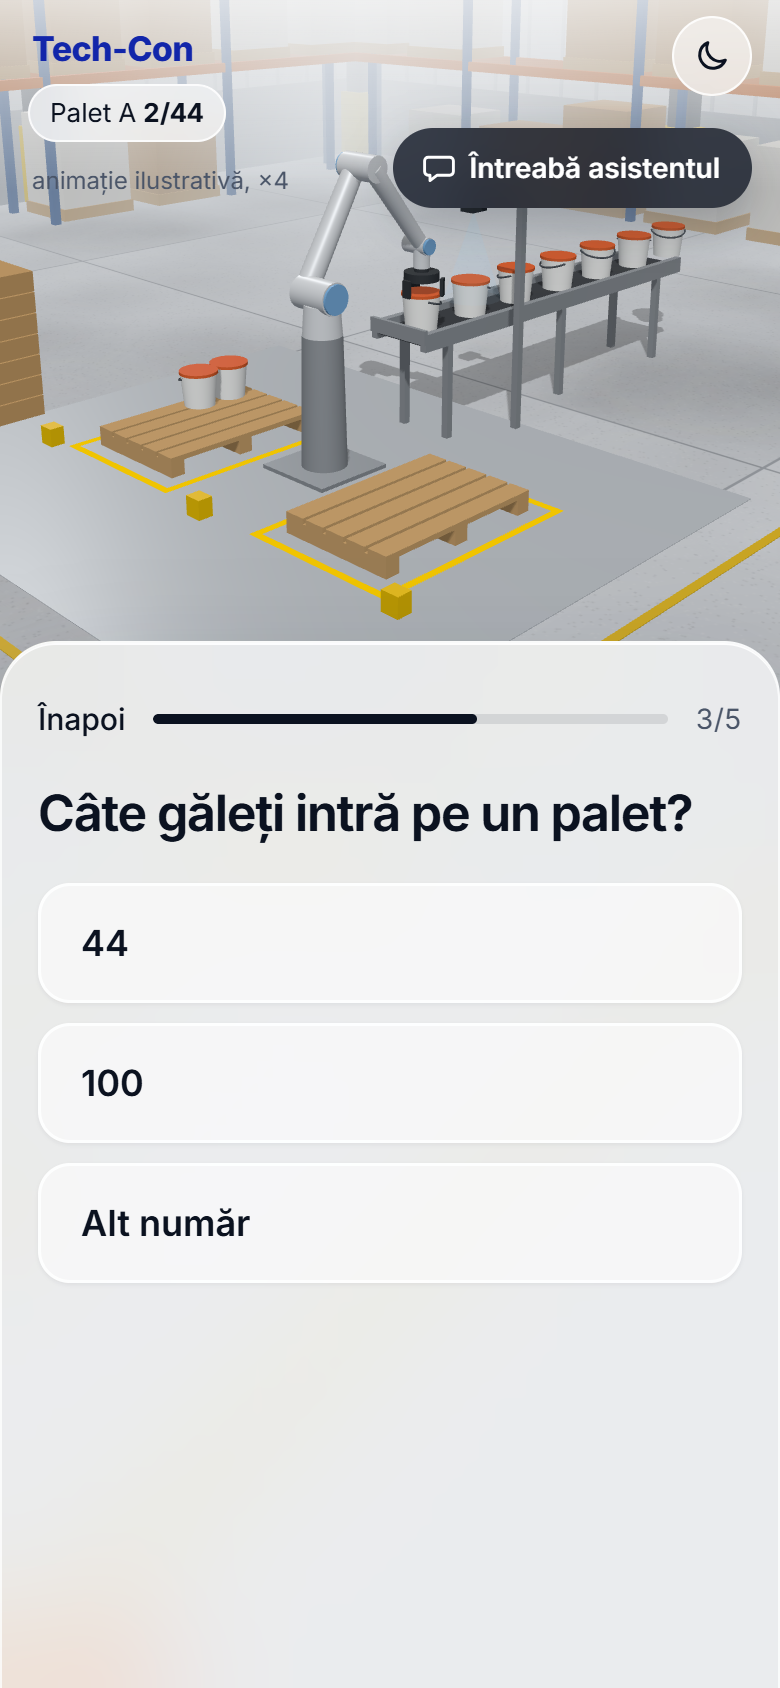 Tech-Con
Palet A 2/44
animație ilustrativă, ×4
Întreabă asistentul
Înapoi
3/5
Câte găleți intră pe un palet?
44
100
Alt număr